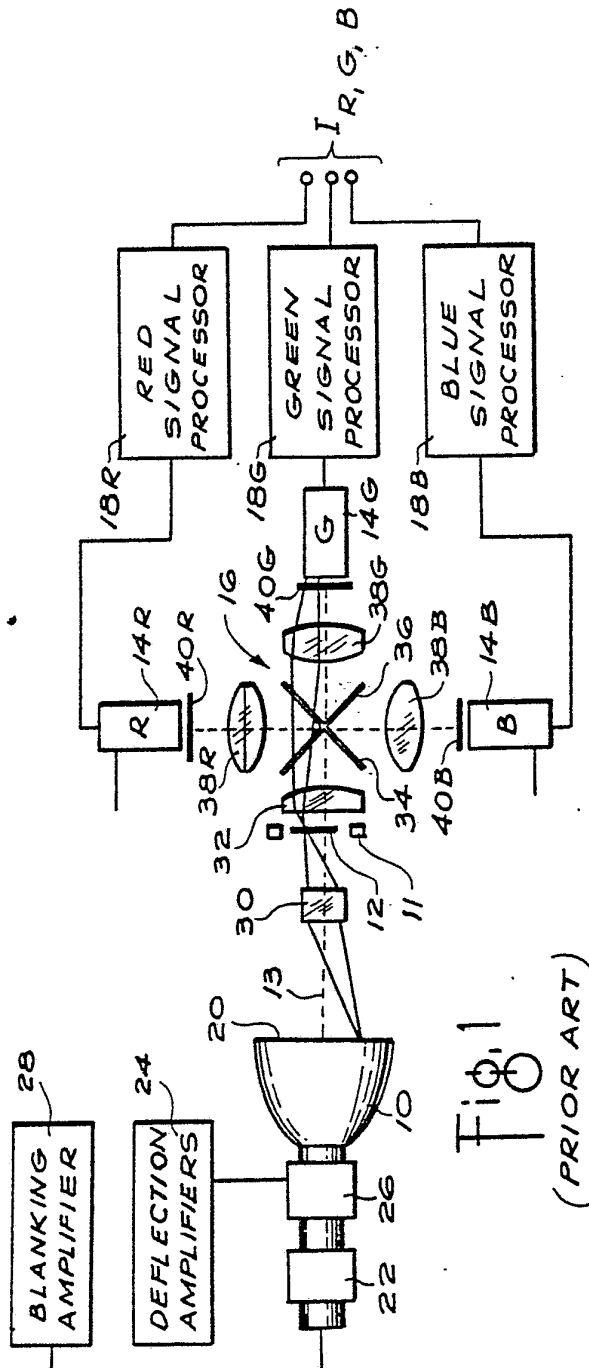 28
BLANKING
AMPLIFIER
24
DEFLECTION
AMPLIFIERS
22
26
10
20
13
30
12
11
32
34
36
16
38R
40R
14R
R
38G
40G
14G
G
38B
40B
14B
B
18R
RED
SIGNAL
PROCESSOR
18G
GREEN
SIGNAL
PROCESSOR
18B
BLUE
SIGNAL
PROCESSOR
I R, G, B
Fig. 1
(PRIOR ART)